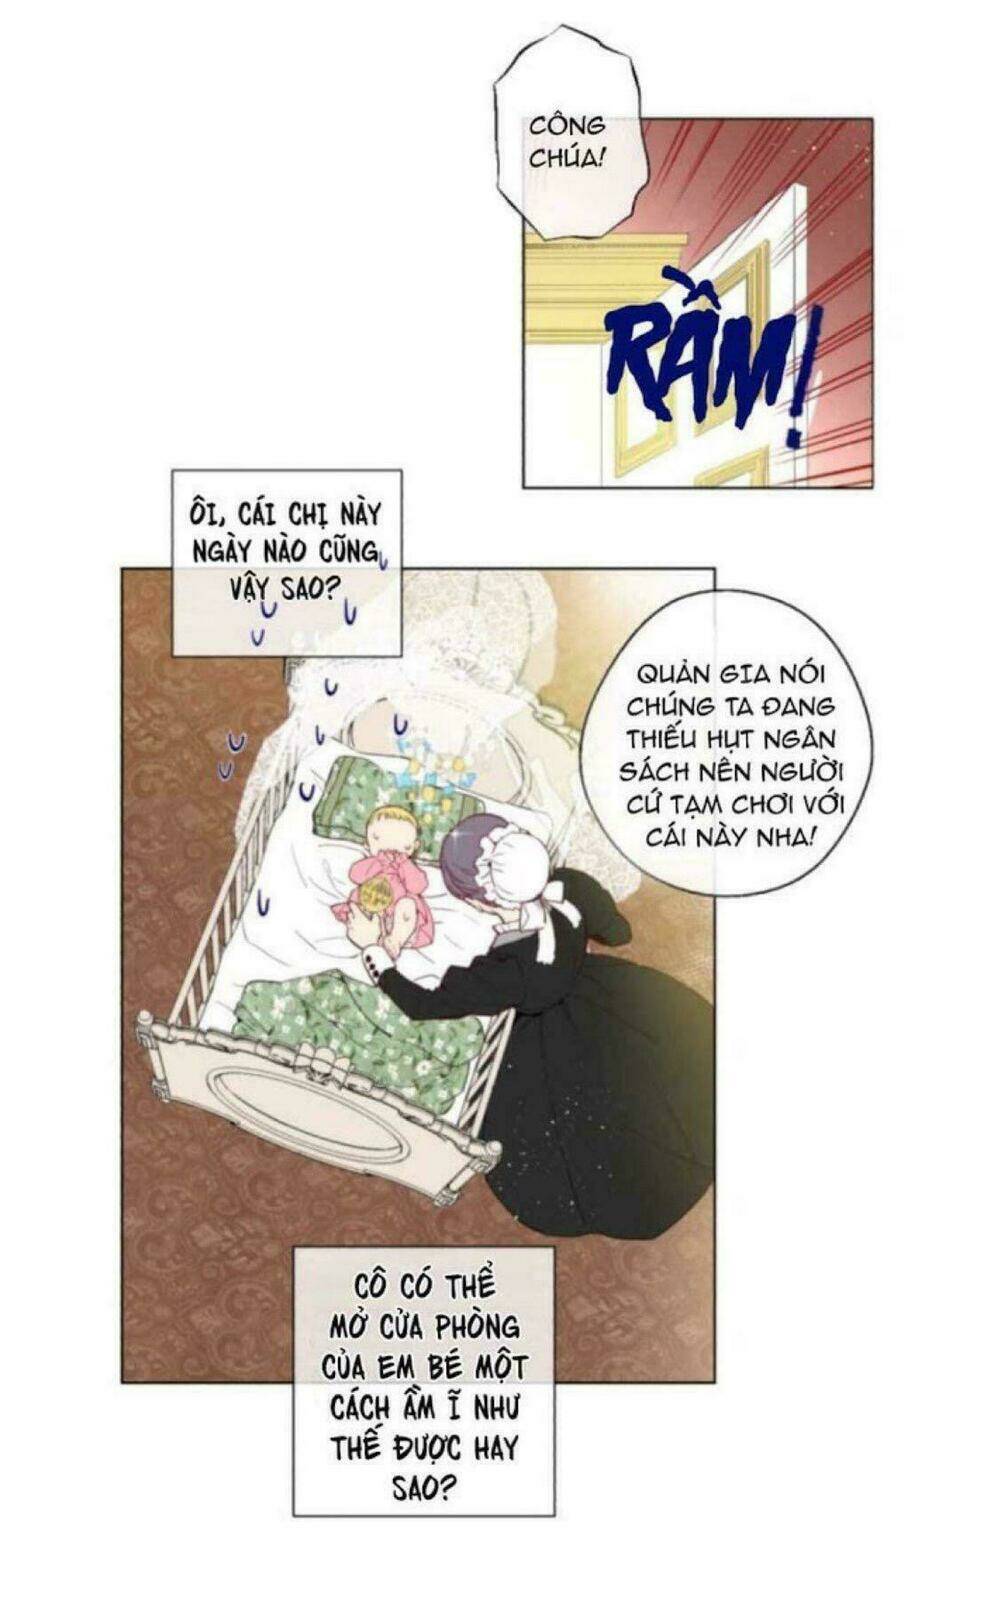 CÔNG
CHÚA!
RẦM!
ÔI, CÁI CHỊ NÀY
NGÀY NÀO CŨNG
VẬY SAO?
QUẢN GIA NÓI
CHÚNG TA ĐANG
THIẾU HỤT NGÂN
SÁCH NÊN NGƯỜI
CỨ TẠM CHƠI VỚI
CÁI NÀY NHA!
CÔ CÓ THỂ
MỞ CỬA PHÒNG
CỦA EM BÉ MỘT
CÁCH ẦM Ĩ NHƯ
THẾ ĐƯỢC HAY
SAO?